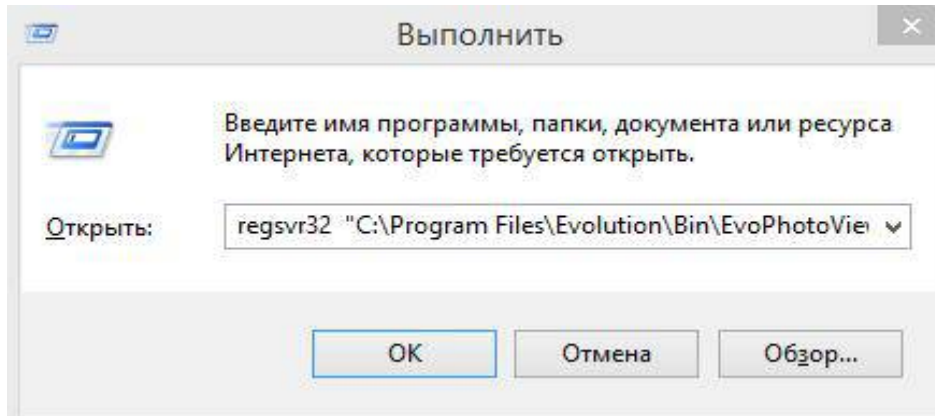 Выполнить
Введите имя программы, папки, документа или ресурса
Интернета, которые требуется открыть.
Открыть: regsvr32 "C:\Program Files\Evolution\Bin\EvoPhotoVie
ОК Отмена Обзор...